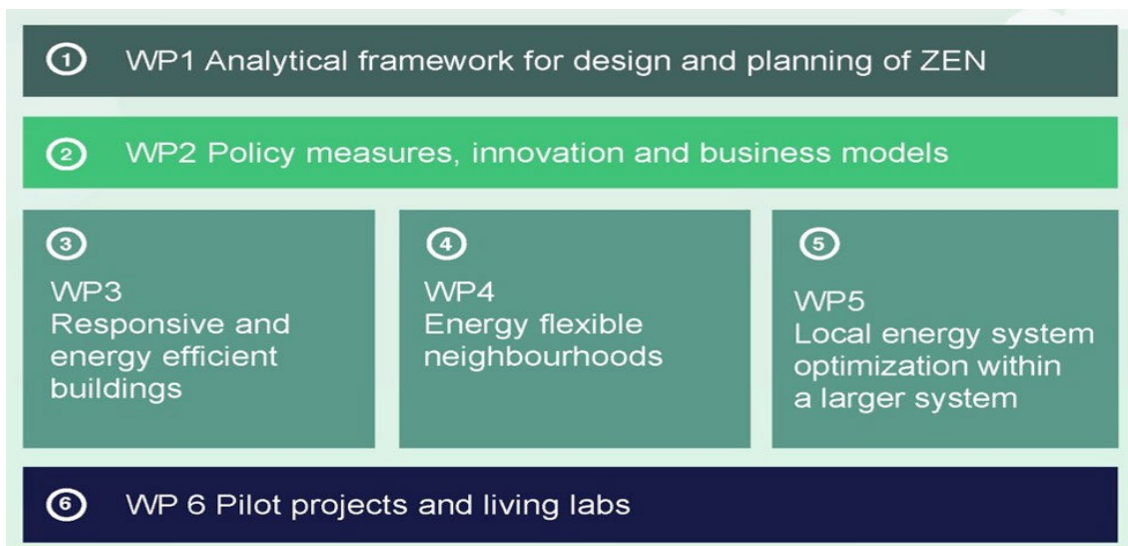 1 WP1 Analytical framework for design and planning of ZEN
2 WP2 Policy measures, innovation and business models
3
WP3
Responsive and
energy efficient
buildings
4
WP4
Energy flexible
neighbourhoods
5
WP5
Local energy system
optimization within
a larger system
6 WP 6 Pilot projects and living labs